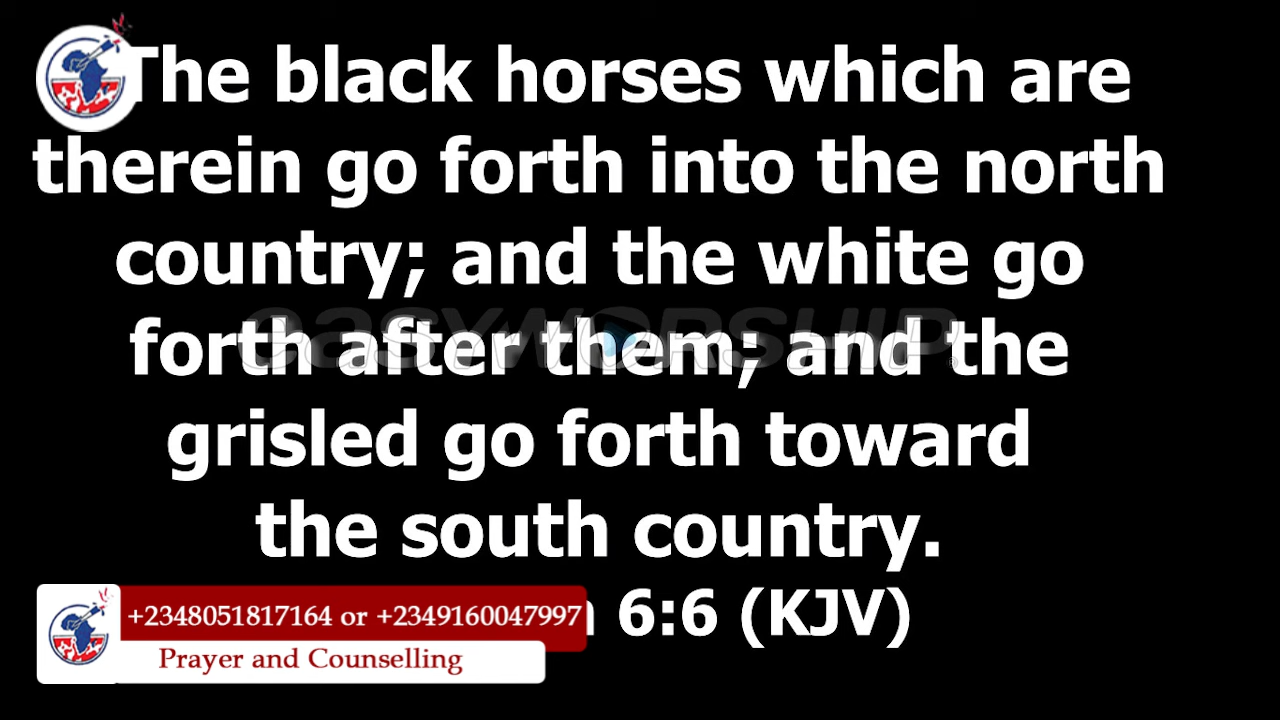 The black horses which are
therein go forth into the north
country; and the white go
forth after them; and the
grisled go forth toward
the south country.
6:6 (KJV)
easyworship
+2348051817164 or +2349160047997
Prayer and Counselling